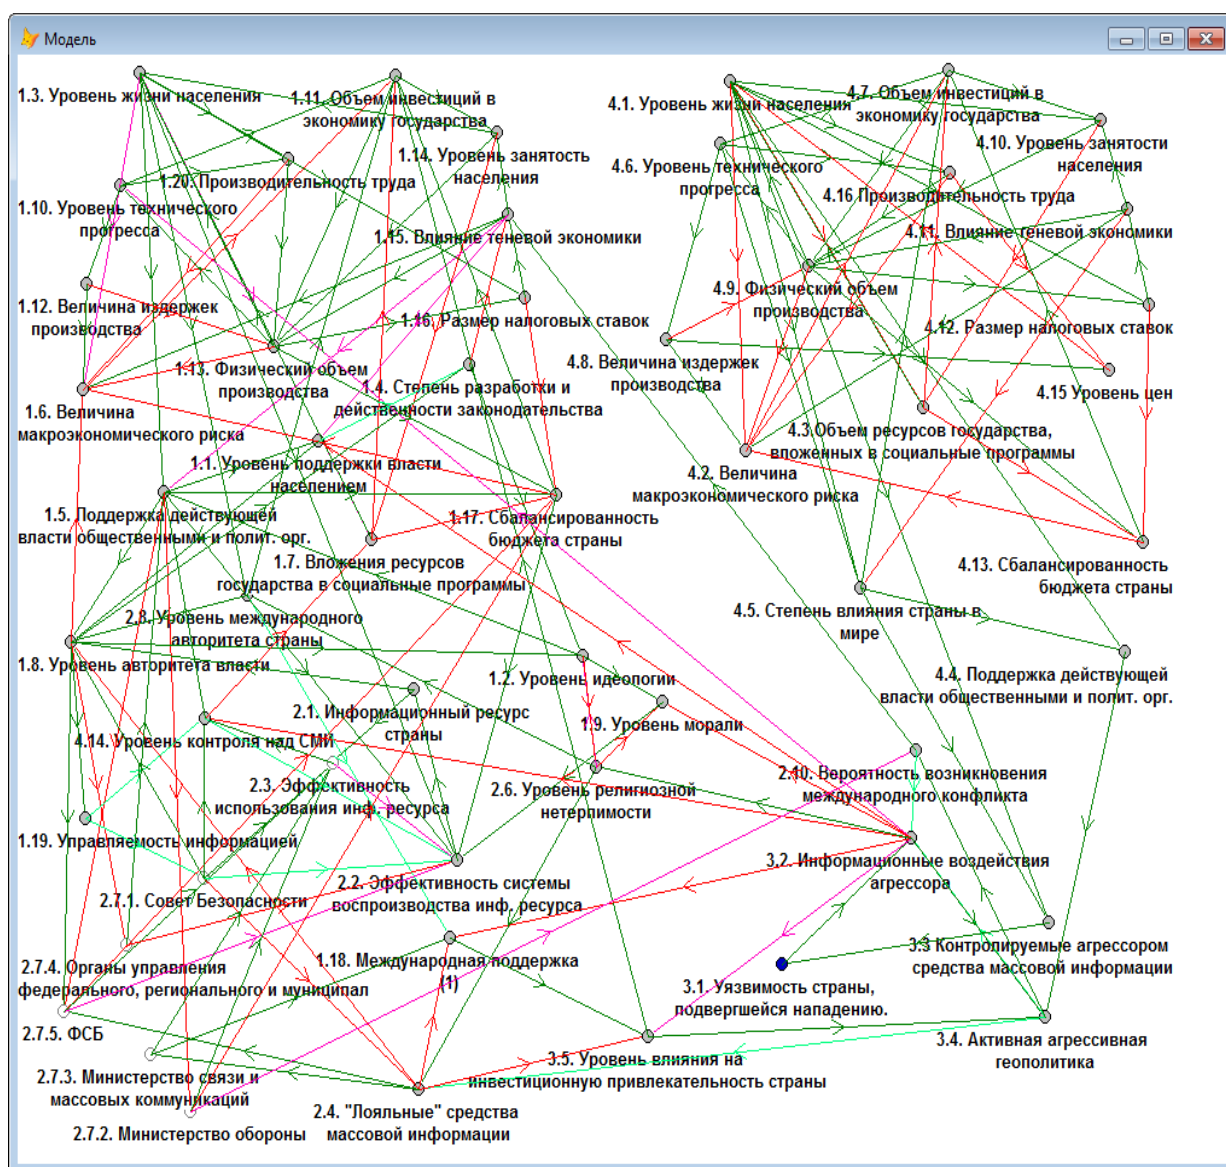 Модель
1.3. Уровень жизни населения
1.11. Объем инвестиций в
экономику государства
1.14. Уровень занятость
населения
1.20. Производительность труда
1.10. Уровень технического
прогресса
1.15. Влияние теневой экономики
1.12. Величина издержек
производства
1.16. Размер налоговых ставок
1.13. Физический объем
производства
1.4. Степень разработки и
действенности законодательства
1.6. Величина
макроэкономического риска
1.1. Уровень поддержки власти
населением
1.5. Поддержка действующей
власти общественными и полит. орг.
1.17. Сбалансированность
бюджета страны
1.7. Вложения ресурсов
государства в социальные программы
2.8. Уровень международного
авторитета страны
1.8. Уровень авторитета власти
1.2. Уровень идеологии
2.1. Информационный ресурс
страны
1.9. Уровень морали
4.14. Уровень контроля над СМИ
2.3. Эффективность
использования инф. ресурса
2.6. Уровень религиозной
нетерпимости
1.19. Управляемость информацией
2.7.1. Совет Безопасности
2.2. Эффективность системы
воспроизводства инф. ресурса
2.7.4. Органы управления
федерального, регионального и муниципал
1.18. Международная поддержка
(1)
2.7.5. ФСБ
2.7.3. Министерство связи и
массовых коммуникаций
2.7.2. Министерство обороны
2.4. "Лояльные" средства
массовой информации
4.1. Уровень жизни населения
4.7. Объем инвестиций в
экономику государства
4.10. Уровень занятости
населения
4.6. Уровень технического
прогресса
4.16 Производительность труда
4.11. Влияние теневой экономики
4.9. Физический объем
производства
4.12. Размер налоговых ставок
4.8. Величина издержек
производства
4.15 Уровень цен
4.3.Объем ресурсов государства,
вложенных в социальные программы
4.2. Величина
макроэкономического риска
4.13. Сбалансированность
бюджета страны
4.5. Степень влияния страны в
мире
4.4. Поддержка действующей
власти общественными и полит. орг.
2.10. Вероятность возникновения
международного конфликта
3.2. Информационные воздействия
агрессора
3.3 Контролируемые агрессором
средства массовой информации
3.1. Уязвимость страны,
подвергшейся нападению.
3.4. Активная агрессивная
геополитика
3.5. Уровень влияния на
инвестиционную привлекательность страны